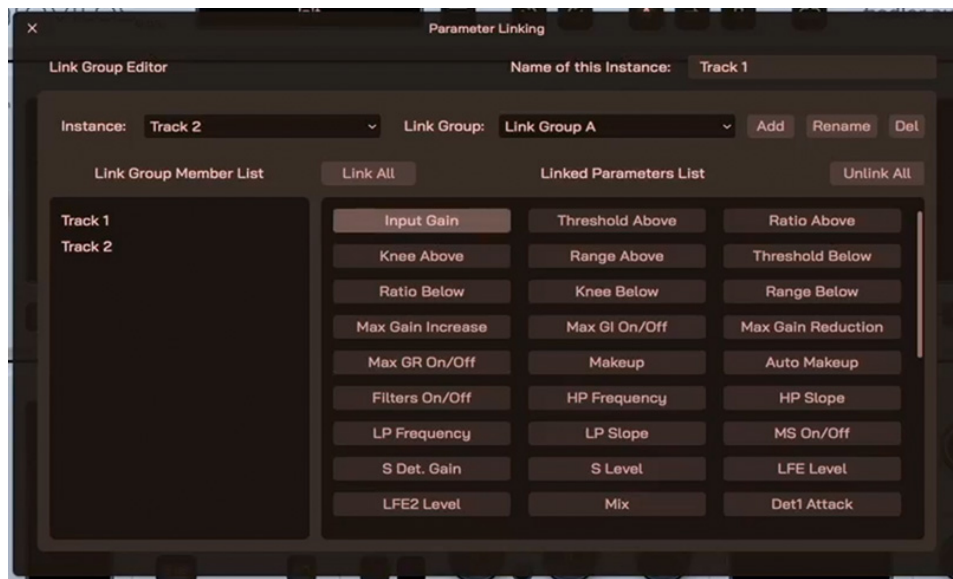 Parameter Linking
Link Group Editor
Name of this Instance: Track 1
Instance: Track 2 Link Group: Link Group A Add Rename Del
Link Group Member List Link All Linked Parameters List Unlink All
Track 1
Track 2
Input Gain Threshold Above Ratio Above
Knee Above Range Above Threshold Below
Ratio Below Knee Below Range Below
Max Gain Increase Max GI On/Off Max Gain Reduction
Max GR On/Off Makeup Auto Makeup
Filters On/Off HP Frequency HP Slope
LP Frequency LP Slope MS On/Off
S Det. Gain S Level LFE Level
LFE2 Level Mix Det1 Attack